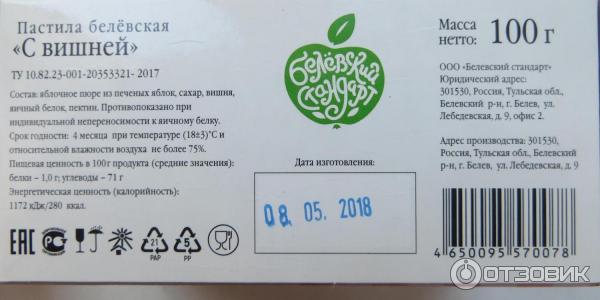 Пастила белёвская
«С вишней»
ТУ 10.82.23-001-20353321- 2017
Состав: яблочное пюре из печеных яблок, сахар, вишня,
яичный белок, пектин. Противопоказано при
индивидуальной непереносимости к яичному белку.
Срок годности: 4 месяца при температуре (18±3)°С и
относительной влажности воздуха не более 75%.
Пищевая ценность в 100г продукта (средние значения):
белки – 1,0 г; углеводы – 71 г
Энергетическая ценность (калорийность):
1172 кДж/280 ккал.
ЕАС
21
PAP
5
PP
Белёвский
стандарт
Дата изготовления:
08. 05. 2018
Масса
нетто: 100 г
ООО «Белевский стандарт»
Юридический адрес:
301530, Россия, Тульская обл.,
Белевский р-н, г. Белев, ул.
Лебедевская, д. 9, офис 2.
Адрес производства: 301530,
Россия, Тульская обл., Белевский
р-н, г. Белев, ул. Лебедевская, д. 9
4 650095 570078
ОТЗОВИК